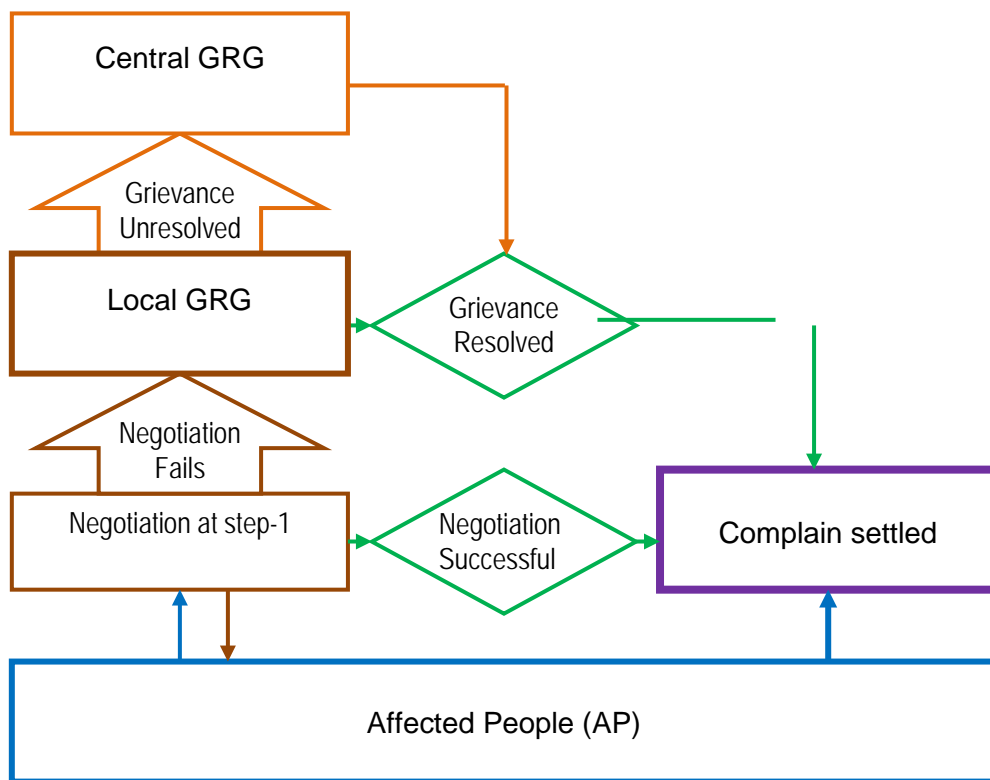 Central GRG
Grievance
Unresolved
Local GRG
Grievance
Resolved
Negotiation
Fails
Negotiation at step-1
Negotiation
Successful
Complain settled
Affected People (AP)